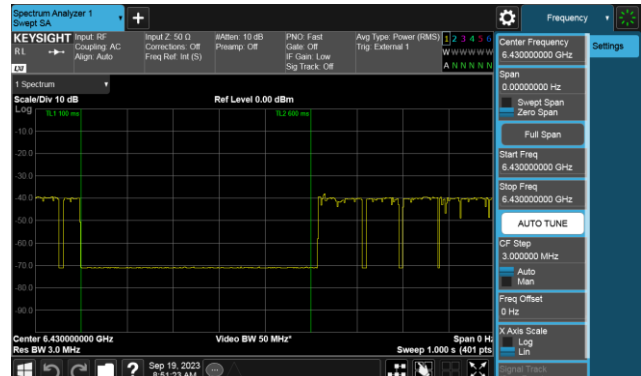 Spectrum Analyzer 1
Swept SA
+
Frequency
KEYSIGHT
RL
LXI
Input: RF
Coupling: AC
Align: Auto
Input Z: 50 Ω
Corrections: Off
Freq Ref: Int (S)
#Atten: 10 dB
Preamp: Off
PNO: Fast
Gate: Off
IF Gain: Low
Sig Track: Off
Avg Type: Power (RMS)
Trig: External 1
1 2 3 4 5 6
W W W W W W
A N N N N N
1 Spectrum
Scale/Div 10 dB
Ref Level 0.00 dBm
Log
TL1 100 ms
TL2 600 ms
-10.0
-20.0
-30.0
-40.0
-50.0
-60.0
-70.0
-80.0
-90.0
Center 6.430000000 GHz
Res BW 3.0 MHz
Video BW 50 MHz*
Span 0 Hz
Sweep 1.000 s (401 pts)
Sep 19, 2023
8:51:23 AM
?
Center Frequency
6.430000000 GHz
Settings
Span
0.00000000 Hz
Swept Span
Zero Span
Full Span
Start Freq
6.430000000 GHz
Stop Freq
6.430000000 GHz
AUTO TUNE
CF Step
3.000000 MHz
Auto
Man
Freq Offset
0 Hz
X Axis Scale
Log
Lin
Signal Track